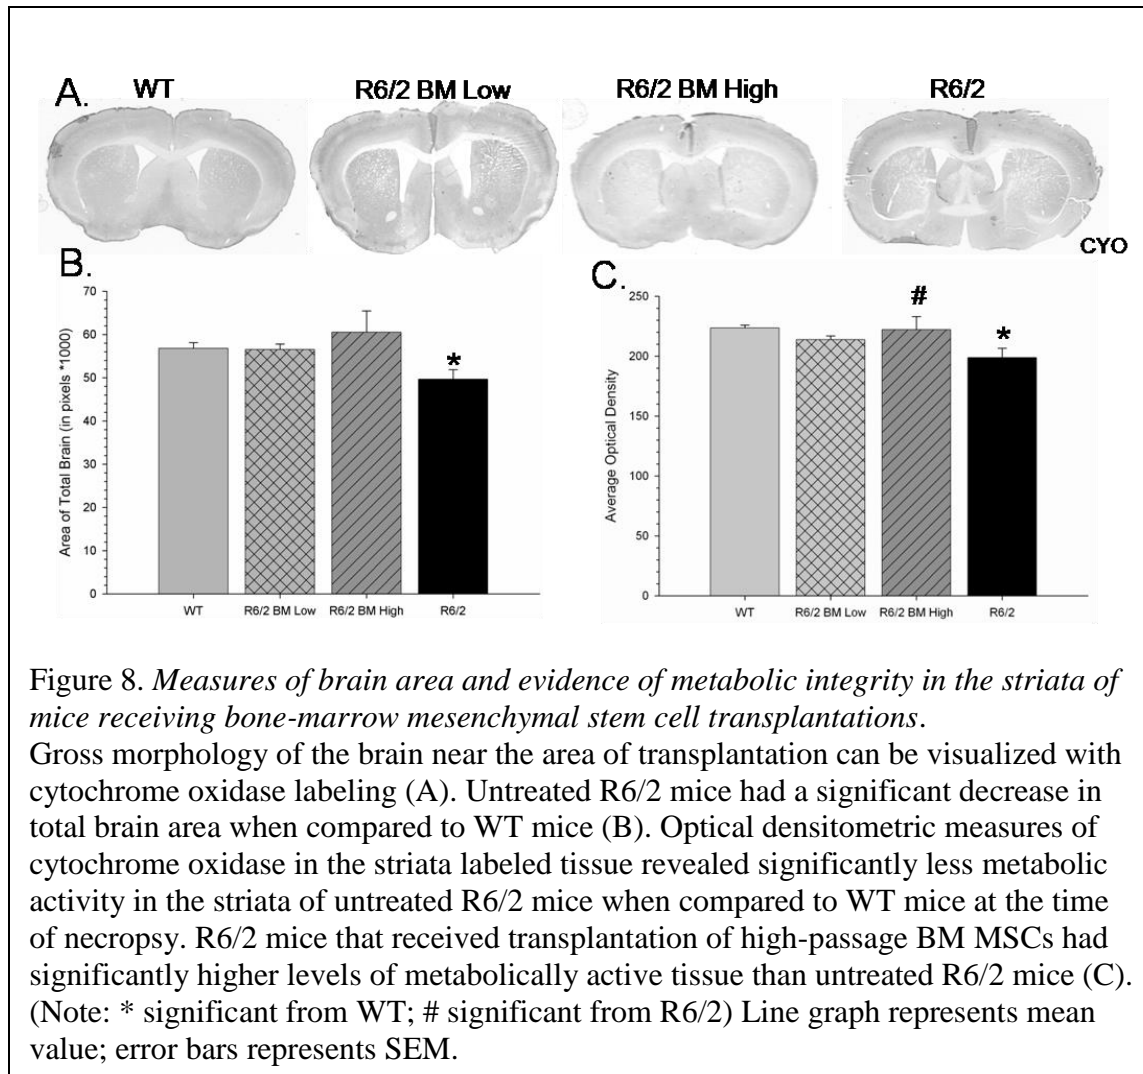 A. WT R6/2 BM Low R6/2 BM High R6/2
CYO
B.
70
60
50
40
30
20
10
0
Area of Total Brain (in pixels *1000)
*
WT R6/2 BM Low R6/2 BM High R6/2
C.
250
200
150
100
50
0
Average Optical Density
#
*
WT R6/2 BM Low R6/2 BM High R6/2
Figure 8. Measures of brain area and evidence of metabolic integrity in the striata of
mice receiving bone-marrow mesenchymal stem cell transplantations.
Gross morphology of the brain near the area of transplantation can be visualized with
cytochrome oxidase labeling (A). Untreated R6/2 mice had a significant decrease in
total brain area when compared to WT mice (B). Optical densitometric measures of
cytochrome oxidase in the striata labeled tissue revealed significantly less metabolic
activity in the striata of untreated R6/2 mice when compared to WT mice at the time
of necropsy. R6/2 mice that received transplantation of high-passage BM MSCs had
significantly higher levels of metabolically active tissue than untreated R6/2 mice (C).
(Note: * significant from WT; # significant from R6/2) Line graph represents mean
value; error bars represents SEM.